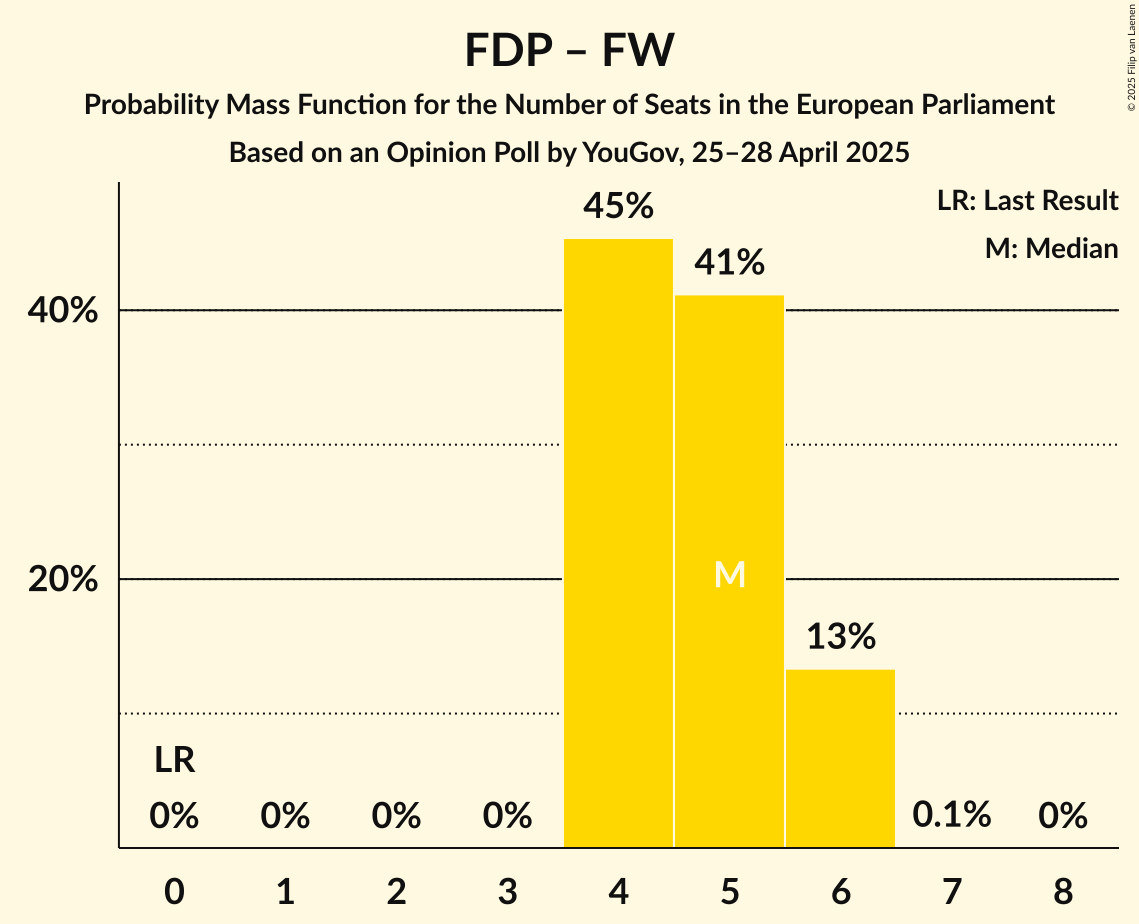 FDP – FW
Probability Mass Function for the Number of Seats in the European Parliament
Based on an Opinion Poll by YouGov, 25–28 April 2025
© 2025 Filip van Laenen
LR: Last Result
M: Median
45%
41%
40%
20%
M
13%
LR
0%
0%
0%
0%
0.1%
0%
0
1
2
3
4
5
6
7
8